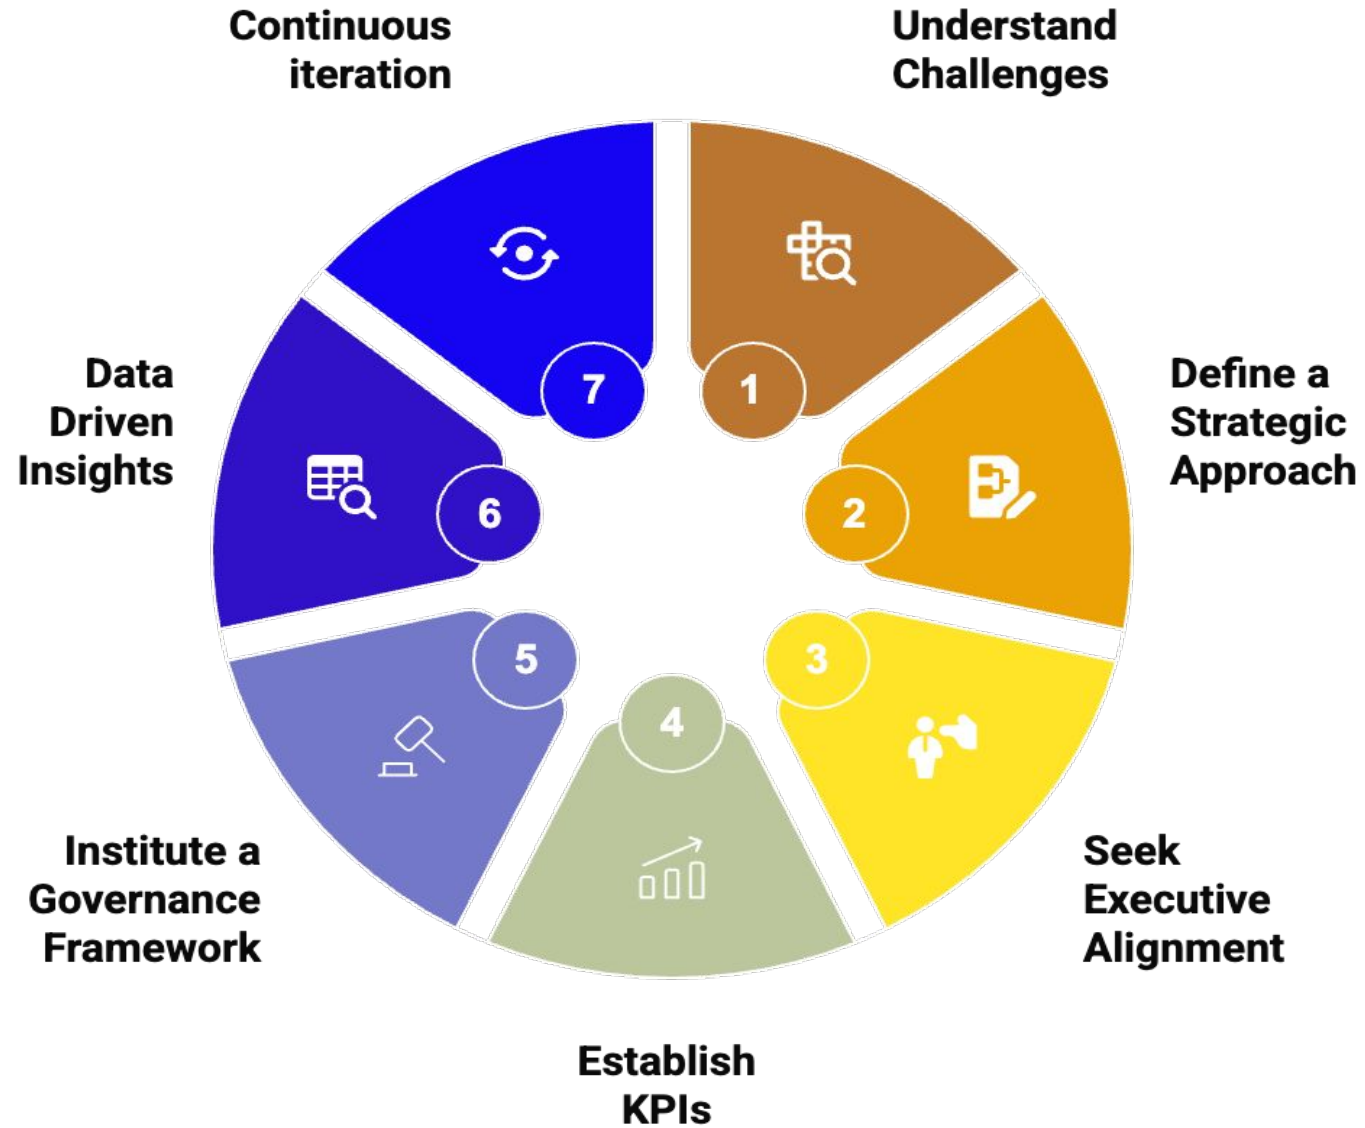 Understand
Challenges
1
Define a
Strategic
Approach
2
Seek
Executive
Alignment
3
Establish
KPIs
4
Institute a
Governance
Framework
5
Data
Driven
Insights
6
Continuous
iteration
7